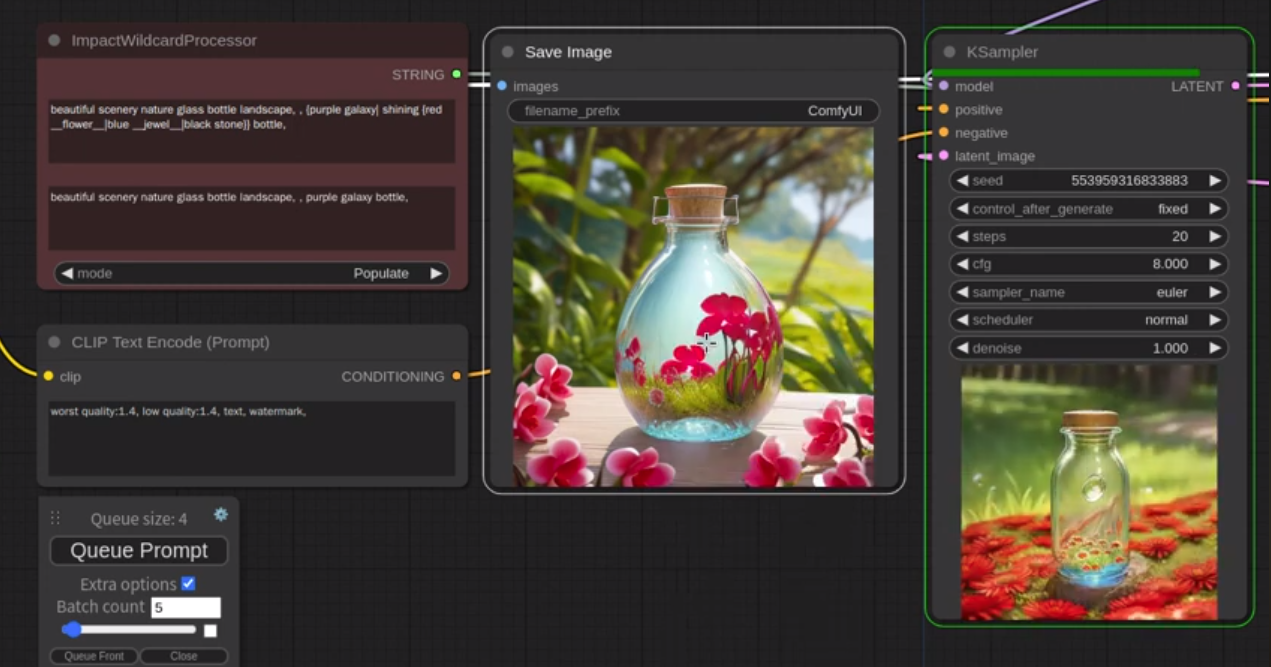 ImpactWildcardProcessor
STRING
beautiful scenery nature glass bottle landscape, , {purple galaxy| shining {red
__flower__|blue __jewel__|black stone}} bottle,
beautiful scenery nature glass bottle landscape, , purple galaxy bottle,
mode Populate
CLIP Text Encode (Prompt)
clip CONDITIONING
worst quality:1.4, low quality:1.4, text, watermark,
Queue size: 4
Queue Prompt
Extra options
Batch count 5
Queue Front Close
Save Image
images
filename_prefix ComfyUI
KSampler
model LATENT
positive
negative
latent_image
seed 553959316833883
control_after_generate fixed
steps 20
cfg 8.000
sampler_name euler
scheduler normal
denoise 1.000